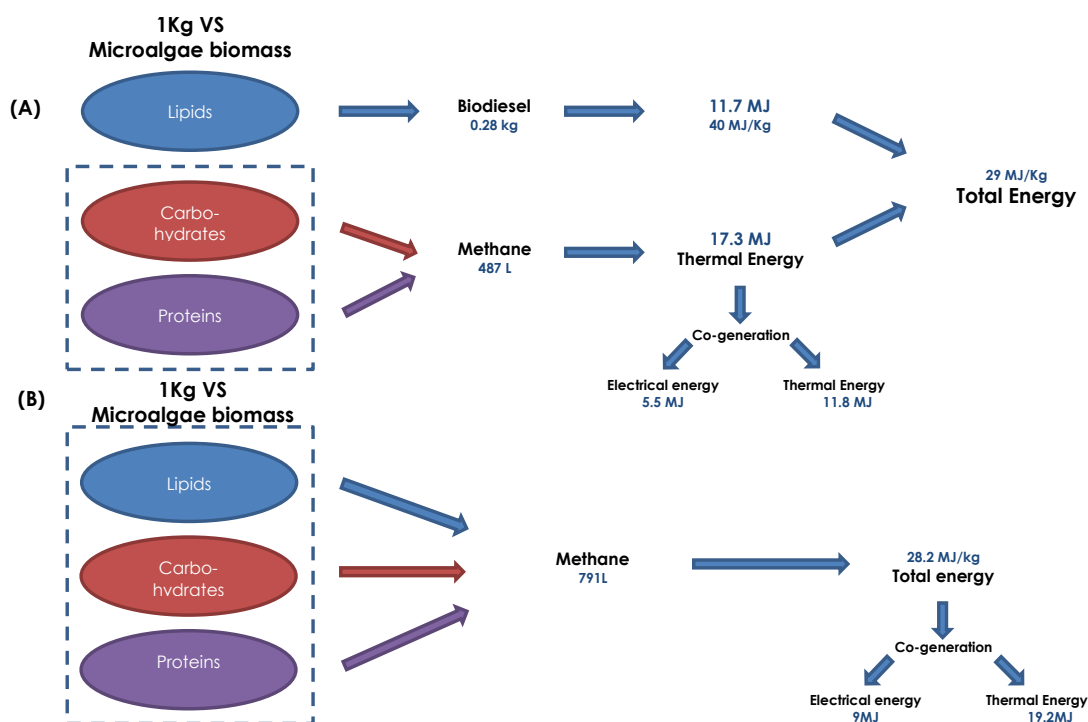 1Kg VS
Microalgae biomass
(A)
Lipids
Biodiesel
0.28 kg
11.7 MJ
40 MJ/Kg
29 MJ/Kg
Total Energy
Carbo-
hydrates
Methane
487 L
17.3 MJ
Thermal Energy
Proteins
Co-generation
Electrical energy
5.5 MJ
Thermal Energy
11.8 MJ
1Kg VS
Microalgae biomass
(B)
Lipids
Carbo-
hydrates
Methane
791L
28.2 MJ/kg
Total energy
Proteins
Co-generation
Electrical energy
9MJ
Thermal Energy
19.2MJ